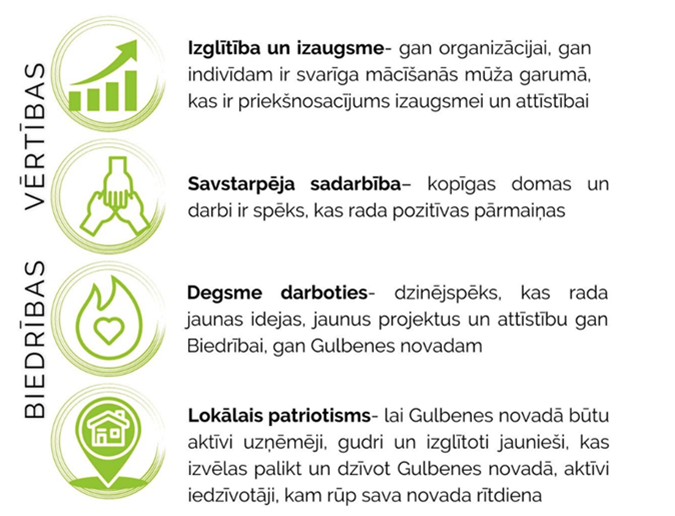 BIEDRĪBAS VĒRTĪBAS
Izglītība un izaugsme- gan organizācijai, gan
indivīdam ir svarīga mācīšanās mūža garumā,
kas ir priekšnosacījums izaugsmei un attīstībai
Savstarpēja sadarbība– kopīgas domas un
darbi ir spēks, kas rada pozitīvas pārmaiņas
Degsme darboties- dzinējspēks, kas rada
jaunas idejas, jaunus projektus un attīstību gan
Biedrībai, gan Gulbenes novadam
Lokālais patriotisms- lai Gulbenes novadā būtu
aktīvi uzņēmēji, gudri un izglītoti jaunieši, kas
izvēlas palikt un dzīvot Gulbenes novadā, aktīvi
iedzīvotāji, kam rūp sava novada rītdiena